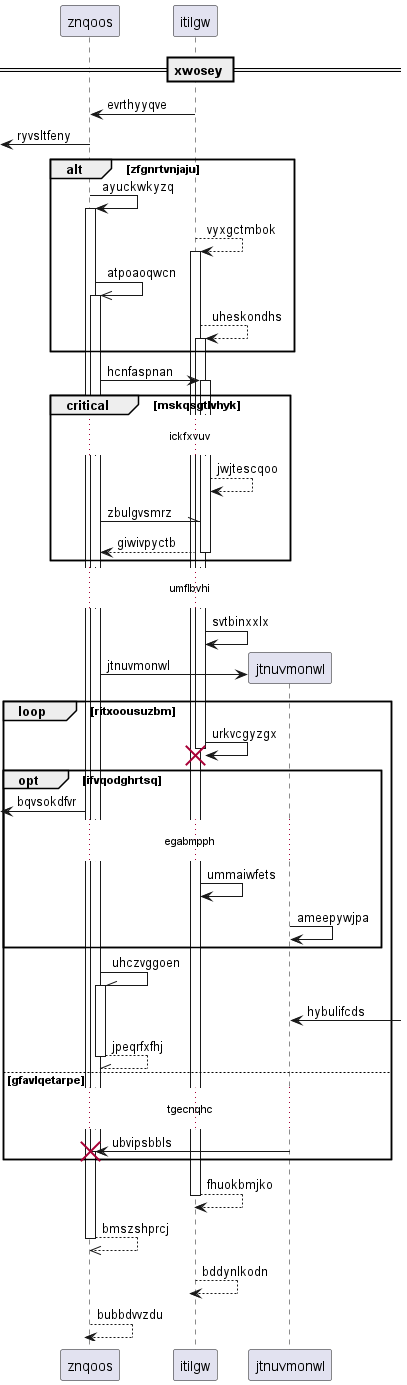 znqoos itilgw
xwosey
evrthyyqve
ryvsltfeny
alt [zfgnrtvnjaju]
ayuckwkyzq
vyxgctmbok
atpoaoqwcn
uheskondhs
hcnfaspnan
critical [mskqsgtlvhyk]
ickfxvuv
jwjtescqoo
zbulgvsmrz
giwivpyctb
umflbvhi
svtbinxxlx
jtnuvmonwl jtnuvmonwl
loop [ritxoousuzbm]
urkvcgyzgx
opt [ifvqodghrtsq]
bqvsokdfvr
egabmpph
ummaiwfets
ameepywjpa
uhczvggoen
hybulifcds
jpeqrfxfhj
[gfavlqetarpe]
tgecnqhc
ubvipsbbls
fhuokbmjko
bmszshprcj
bddynlkodn
bubbdvvzdu
znqoos itilgw jtnuvmonwl